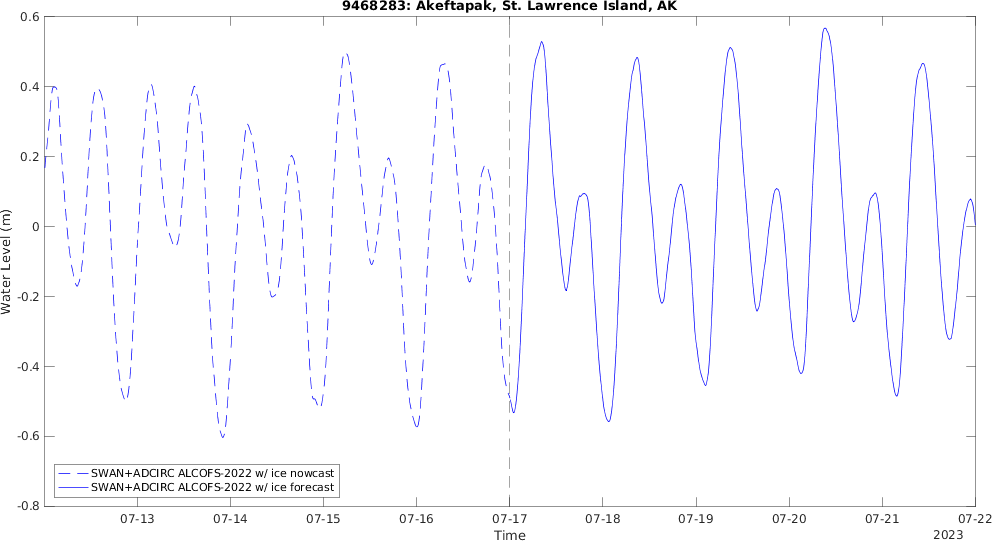 9468283: Akeftapak, St. Lawrence Island, AK
0.6
0.4
0.2
0
-0.2
-0.4
-0.6
-0.8
Water Level (m)
SWAN+ADCIRC ALCOFS-2022 w/ ice nowcast
SWAN+ADCIRC ALCOFS-2022 w/ ice forecast
07-13 07-14 07-15 07-16 07-17 07-18 07-19 07-20 07-21 07-22
Time
2023